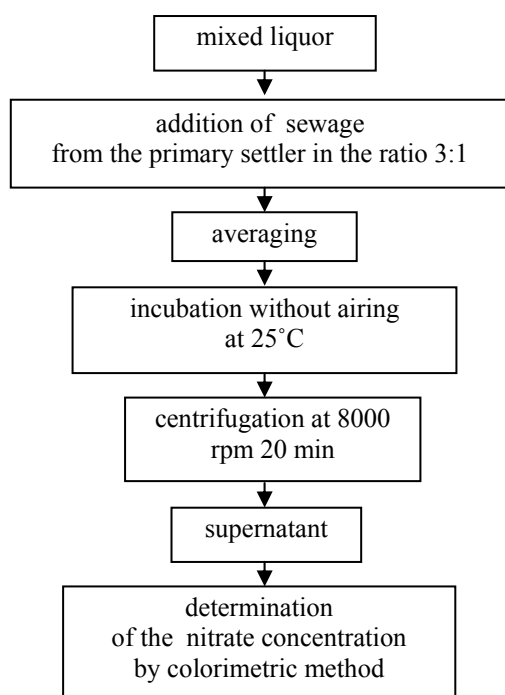 mixed liquor
addition of sewage
from the primary settler in the ratio 3:1
averaging
incubation without airing
at 25˚C
centrifugation at 8000
rpm 20 min
supernatant
determination
of the nitrate concentration
by colorimetric method